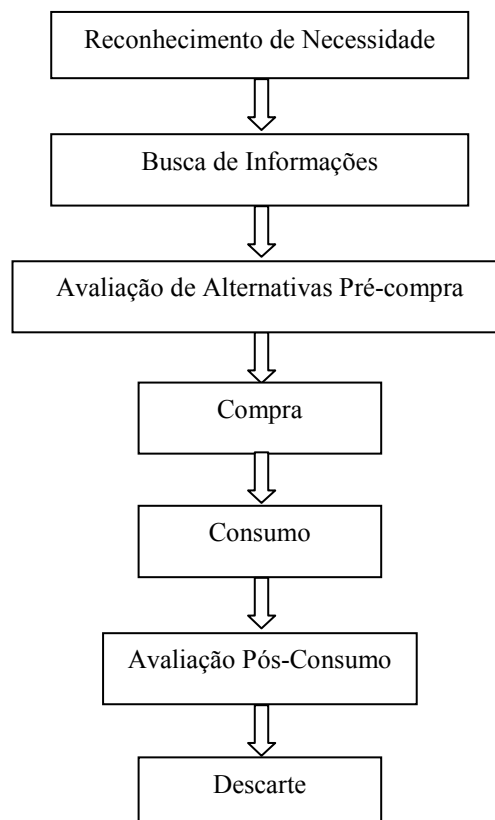 Reconhecimento de Necessidade
Busca de Informações
Avaliação de Alternativas Pré-compra
Compra
Consumo
Avaliação Pós-Consumo
Descarte